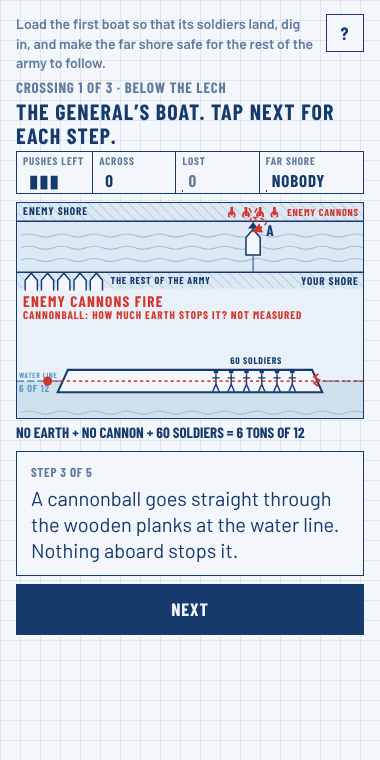 Load the first boat so that its soldiers land, dig
in, and make the far shore safe for the rest of the
army to follow.
?
CROSSING 1 OF 3 · BELOW THE LECH
THE GENERAL'S BOAT. TAP NEXT FOR
EACH STEP.
PUSHES LEFT
ACROSS
0
LOST
0
FAR SHORE
NOBODY
ENEMY SHORE
ENEMY CANNONS
A
THE REST OF THE ARMY
YOUR SHORE
ENEMY CANNONS FIRE
CANNONBALL: HOW MUCH EARTH STOPS IT? NOT MEASURED
60 SOLDIERS
WATER LINE
6 OF 12
NO EARTH + NO CANNON + 60 SOLDIERS = 6 TONS OF 12
STEP 3 OF 5
A cannonball goes straight through
the wooden planks at the water line.
Nothing aboard stops it.
NEXT